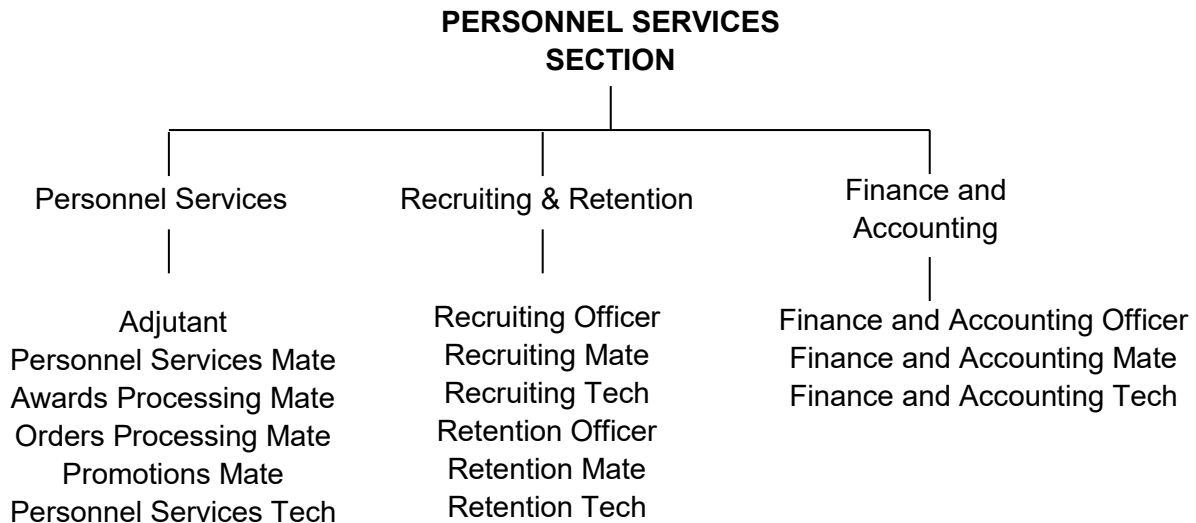 PERSONNEL SERVICES
SECTION
Personnel Services
Adjutant
Personnel Services Mate
Awards Processing Mate
Orders Processing Mate
Promotions Mate
Personnel Services Tech
Recruiting & Retention
Recruiting Officer
Recruiting Mate
Recruiting Tech
Retention Officer
Retention Mate
Retention Tech
Finance and
Accounting
Finance and Accounting Officer
Finance and Accounting Mate
Finance and Accounting Tech